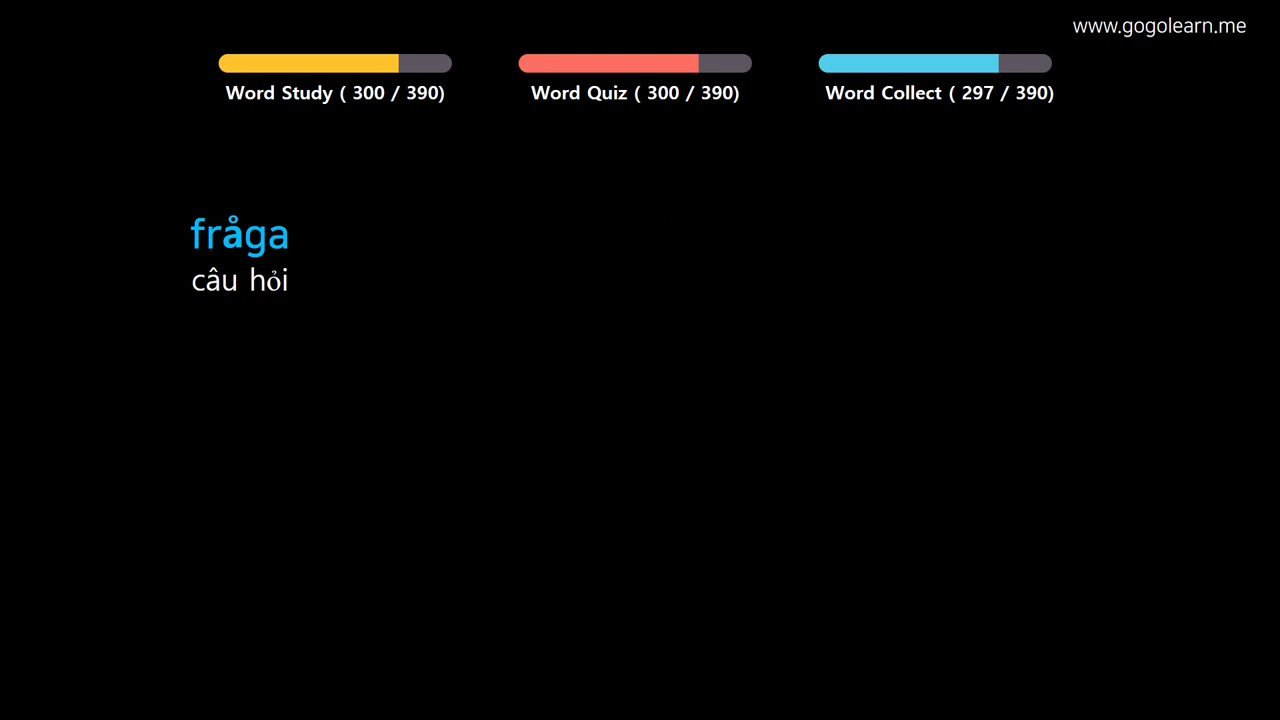 www.gogolearn.me
Word Study ( 300 / 390)
Word Quiz ( 300 / 390)
Word Collect ( 297 / 390)
fråga
câu hỏi